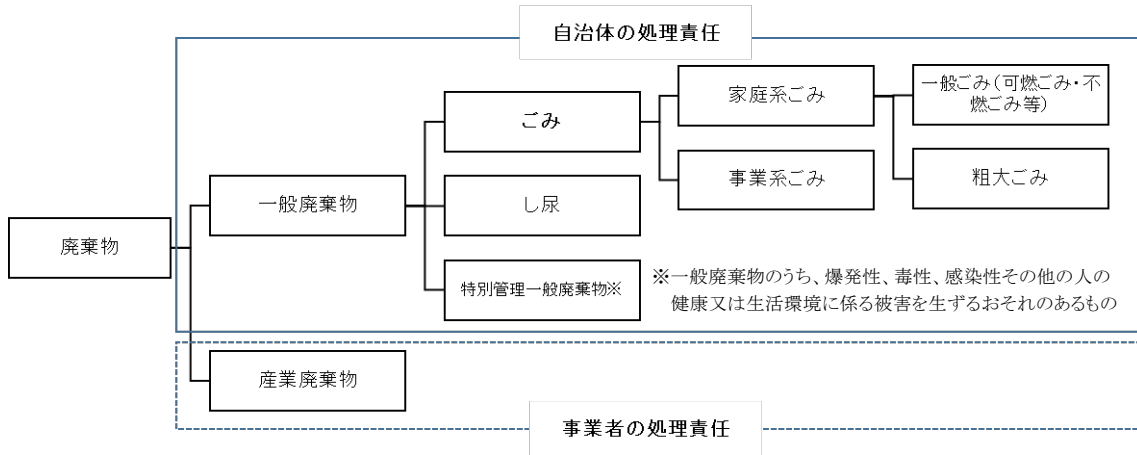 自治体の処理責任
廃棄物
一般廃棄物
ごみ
家庭系ごみ
一般ごみ(可燃ごみ・不
燃ごみ等)
粗大ごみ
事業系ごみ
し尿
特別管理一般廃棄物※
※一般廃棄物のうち、爆発性、毒性、感染性その他の人の
健康又は生活環境に係る被害を生ずるおそれのあるもの
産業廃棄物
事業者の処理責任